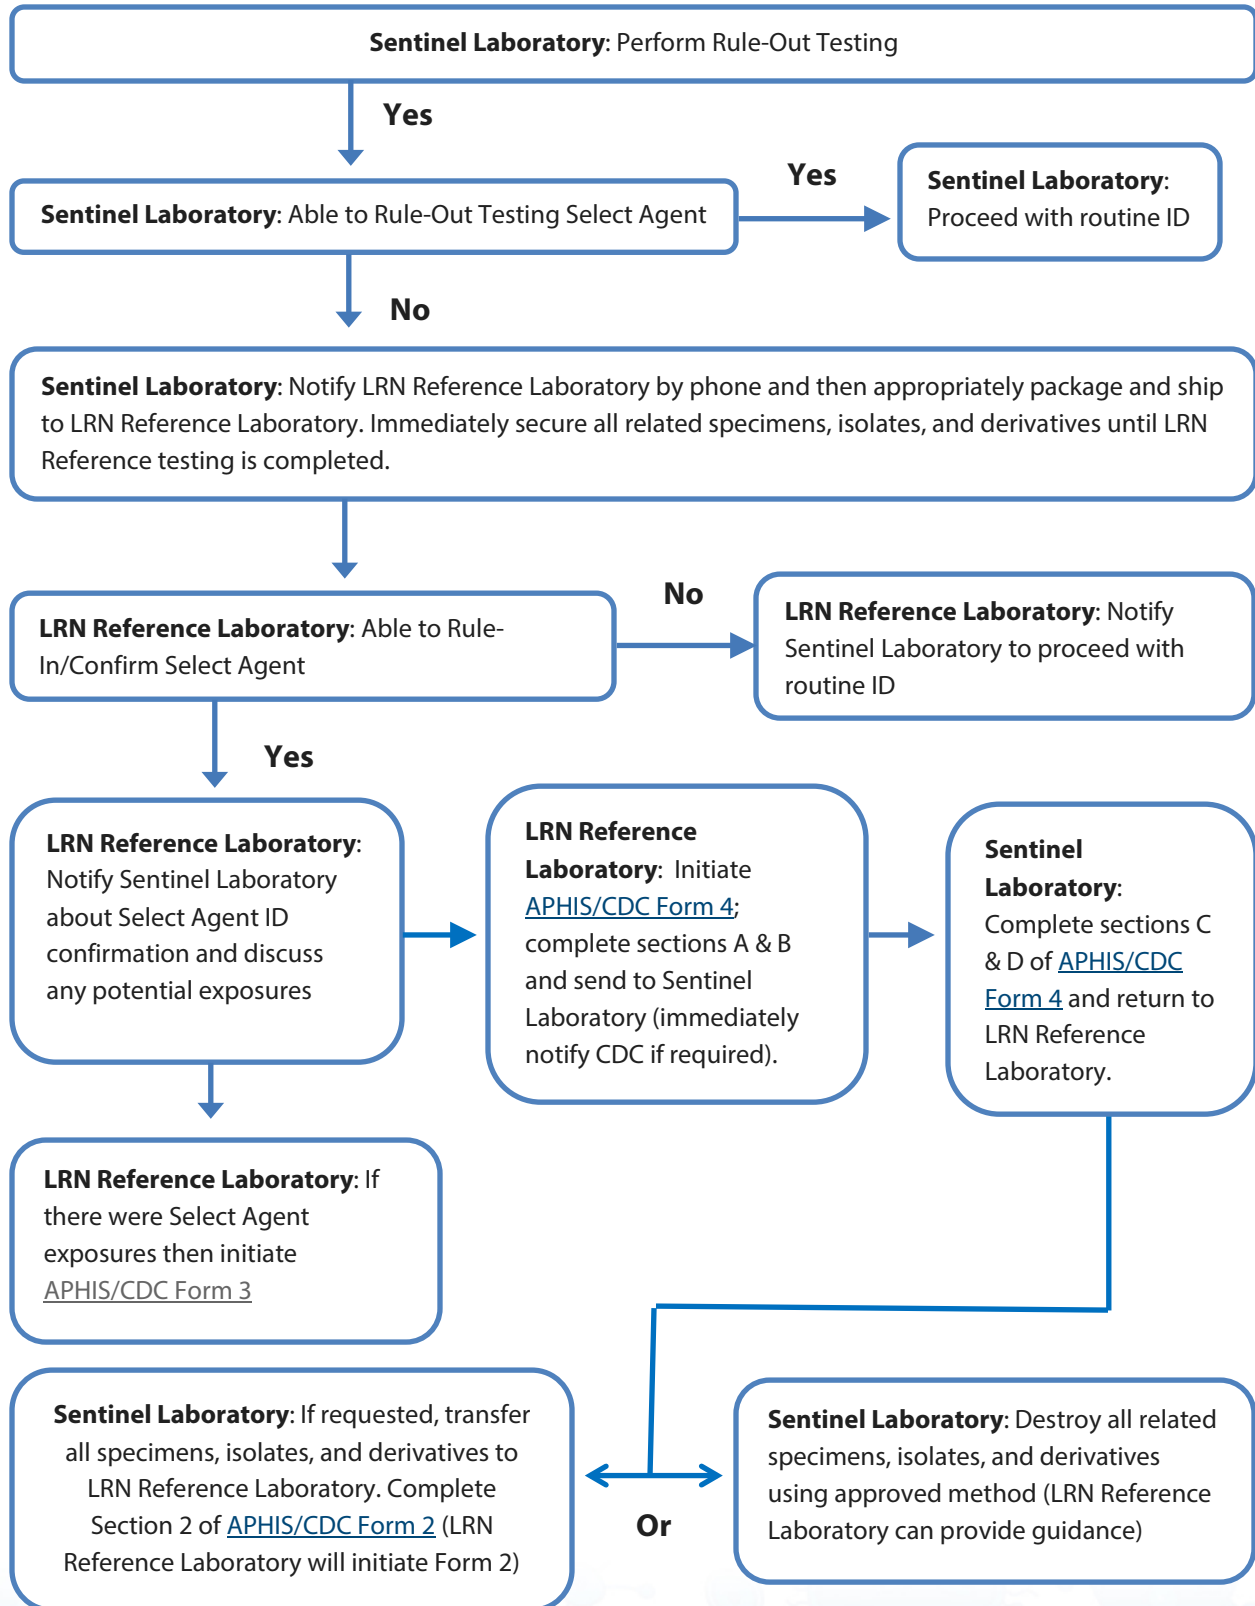 Sentinel Laboratory: Perform Rule-Out Testing
Yes
Sentinel Laboratory: Able to Rule-Out Testing Select Agent
Yes
Sentinel Laboratory:
Proceed with routine ID
No
Sentinel Laboratory: Notify LRN Reference Laboratory by phone and then appropriately package and ship
to LRN Reference Laboratory. Immediately secure all related specimens, isolates, and derivatives until LRN
Reference testing is completed.
LRN Reference Laboratory: Able to Rule-
In/Confirm Select Agent
No
LRN Reference Laboratory: Notify
Sentinel Laboratory to proceed with
routine ID
Yes
LRN Reference Laboratory:
Notify Sentinel Laboratory
about Select Agent ID
confirmation and discuss
any potential exposures
LRN Reference
Laboratory: Initiate
APHIS/CDC Form 4;
complete sections A & B
and send to Sentinel
Laboratory (immediately
notify CDC if required).
Sentinel
Laboratory:
Complete sections C
& D of APHIS/CDC
Form 4 and return to
LRN Reference
Laboratory.
LRN Reference Laboratory: If
there were Select Agent
exposures then initiate
APHIS/CDC Form 3
Sentinel Laboratory: If requested, transfer
all specimens, isolates, and derivatives to
LRN Reference Laboratory. Complete
Section 2 of APHIS/CDC Form 2 (LRN
Reference Laboratory will initiate Form 2)
Or
Sentinel Laboratory: Destroy all related
specimens, isolates, and derivatives
using approved method (LRN Reference
Laboratory can provide guidance)